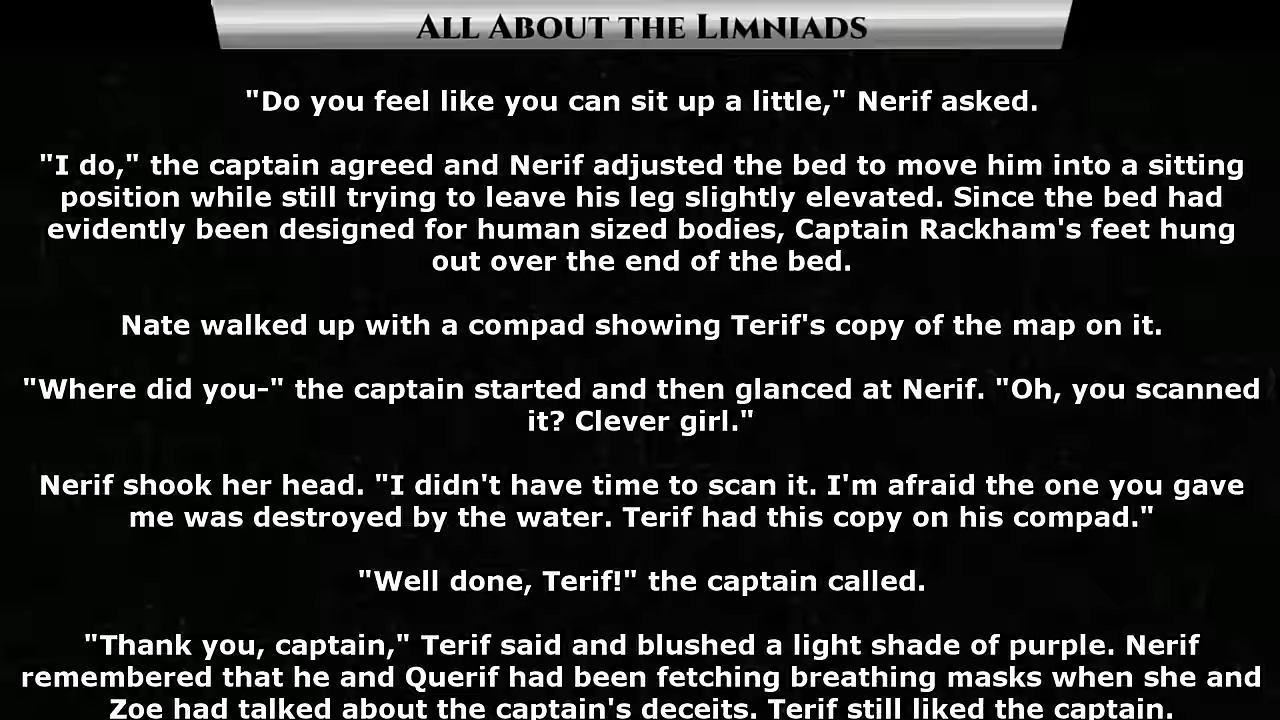 All About the Limniads
"Do you feel like you can sit up a little," Nerif asked.
"I do," the captain agreed and Nerif adjusted the bed to move him into a sitting
position while still trying to leave his leg slightly elevated. Since the bed had
evidently been designed for human sized bodies, Captain Rackham's feet hung
out over the end of the bed.
Nate walked up with a compad showing Terif's copy of the map on it.
"Where did you-" the captain started and then glanced at Nerif. "Oh, you scanned
it? Clever girl."
Nerif shook her head. "I didn't have time to scan it. I'm afraid the one you gave
me was destroyed by the water. Terif had this copy on his compad."
"Well done, Terif!" the captain called.
"Thank you, captain," Terif said and blushed a light shade of purple. Nerif
remembered that he and Querif had been fetching breathing masks when she and
Zoe had talked about the captain's deceits. Terif still liked the captain.